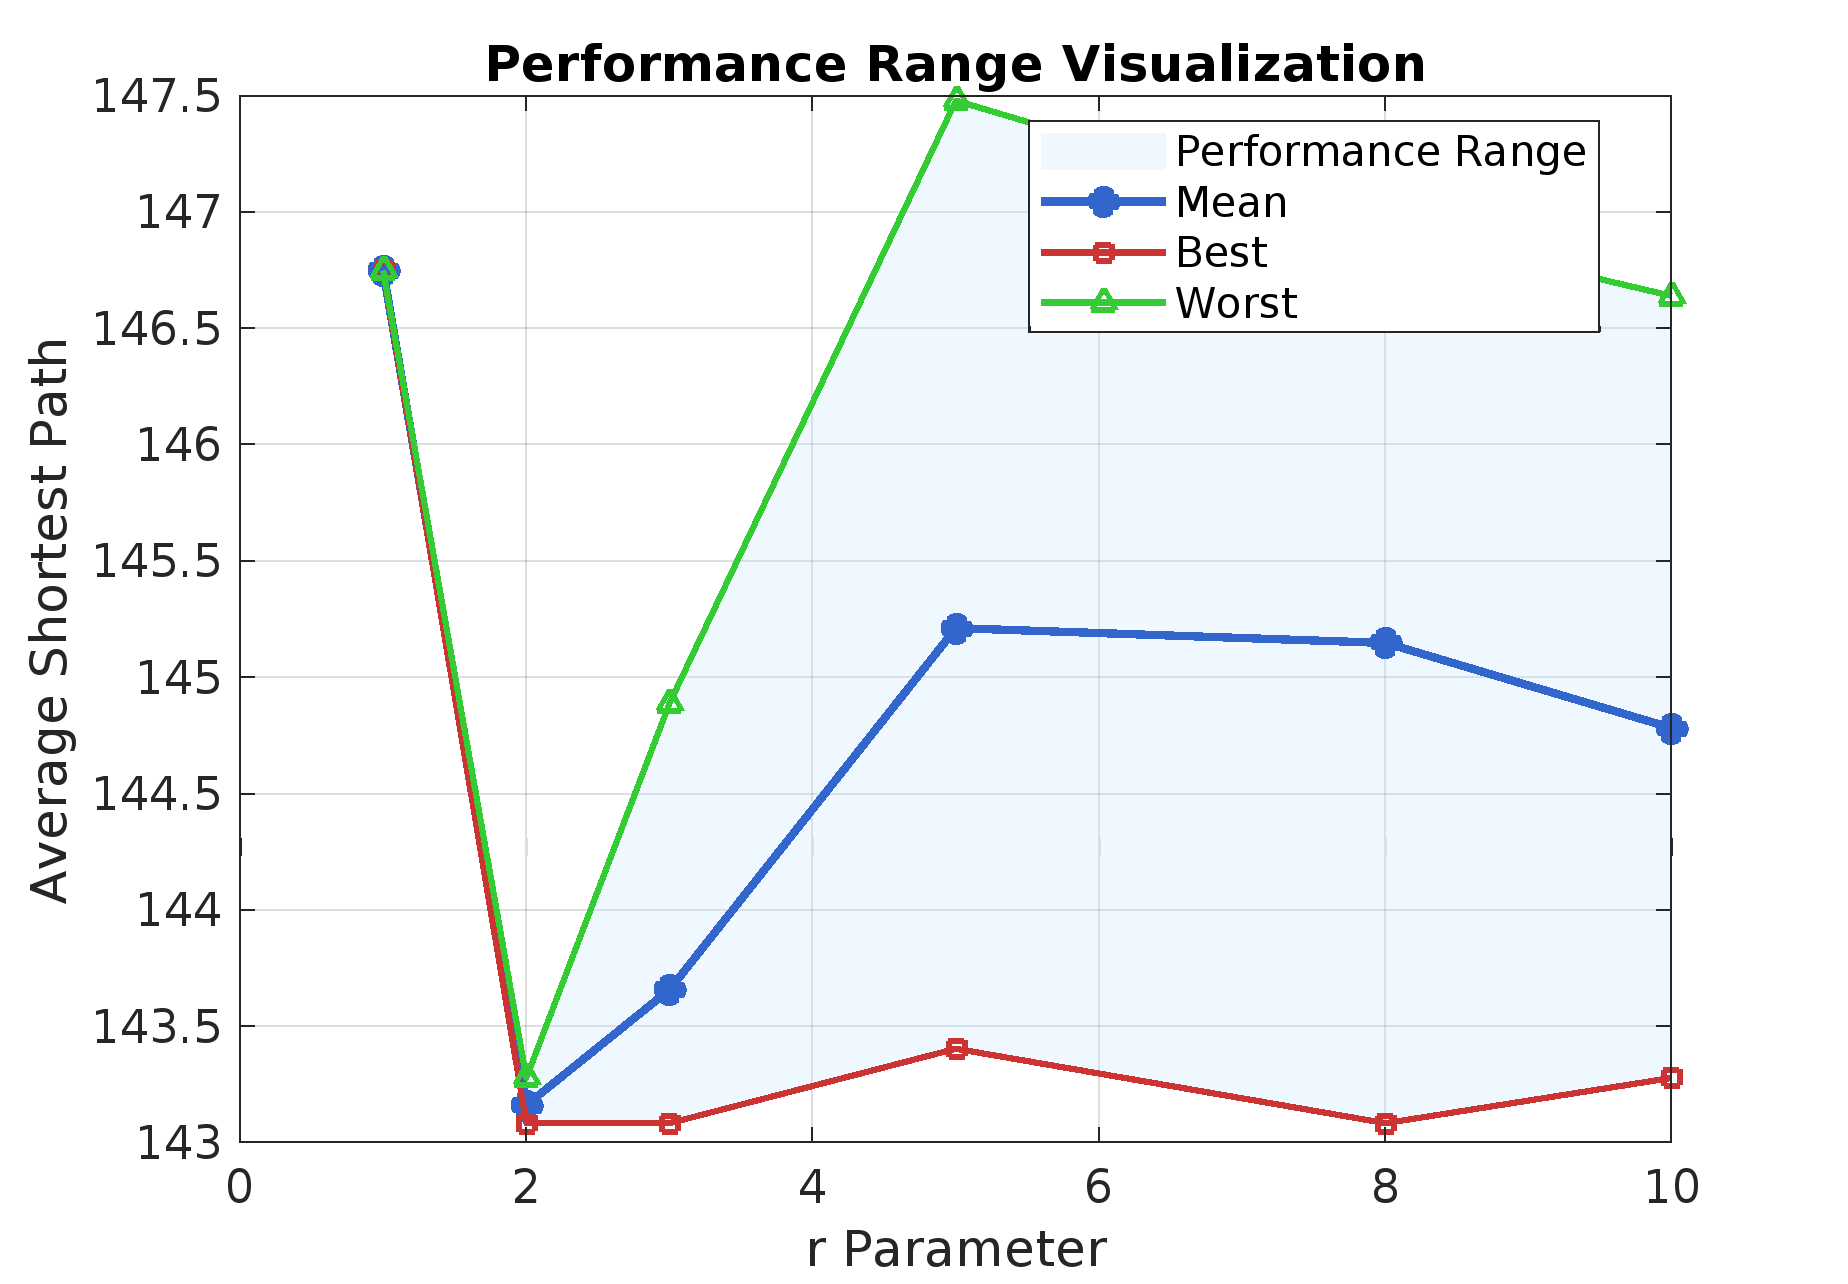 Performance Range Visualization
147.5
147
146.5
146
145.5
145
144.5
144
143.5
143
Average Shortest Path
Performance Range
Mean
Best
Worst
0 2 4 6 8 10
r Parameter